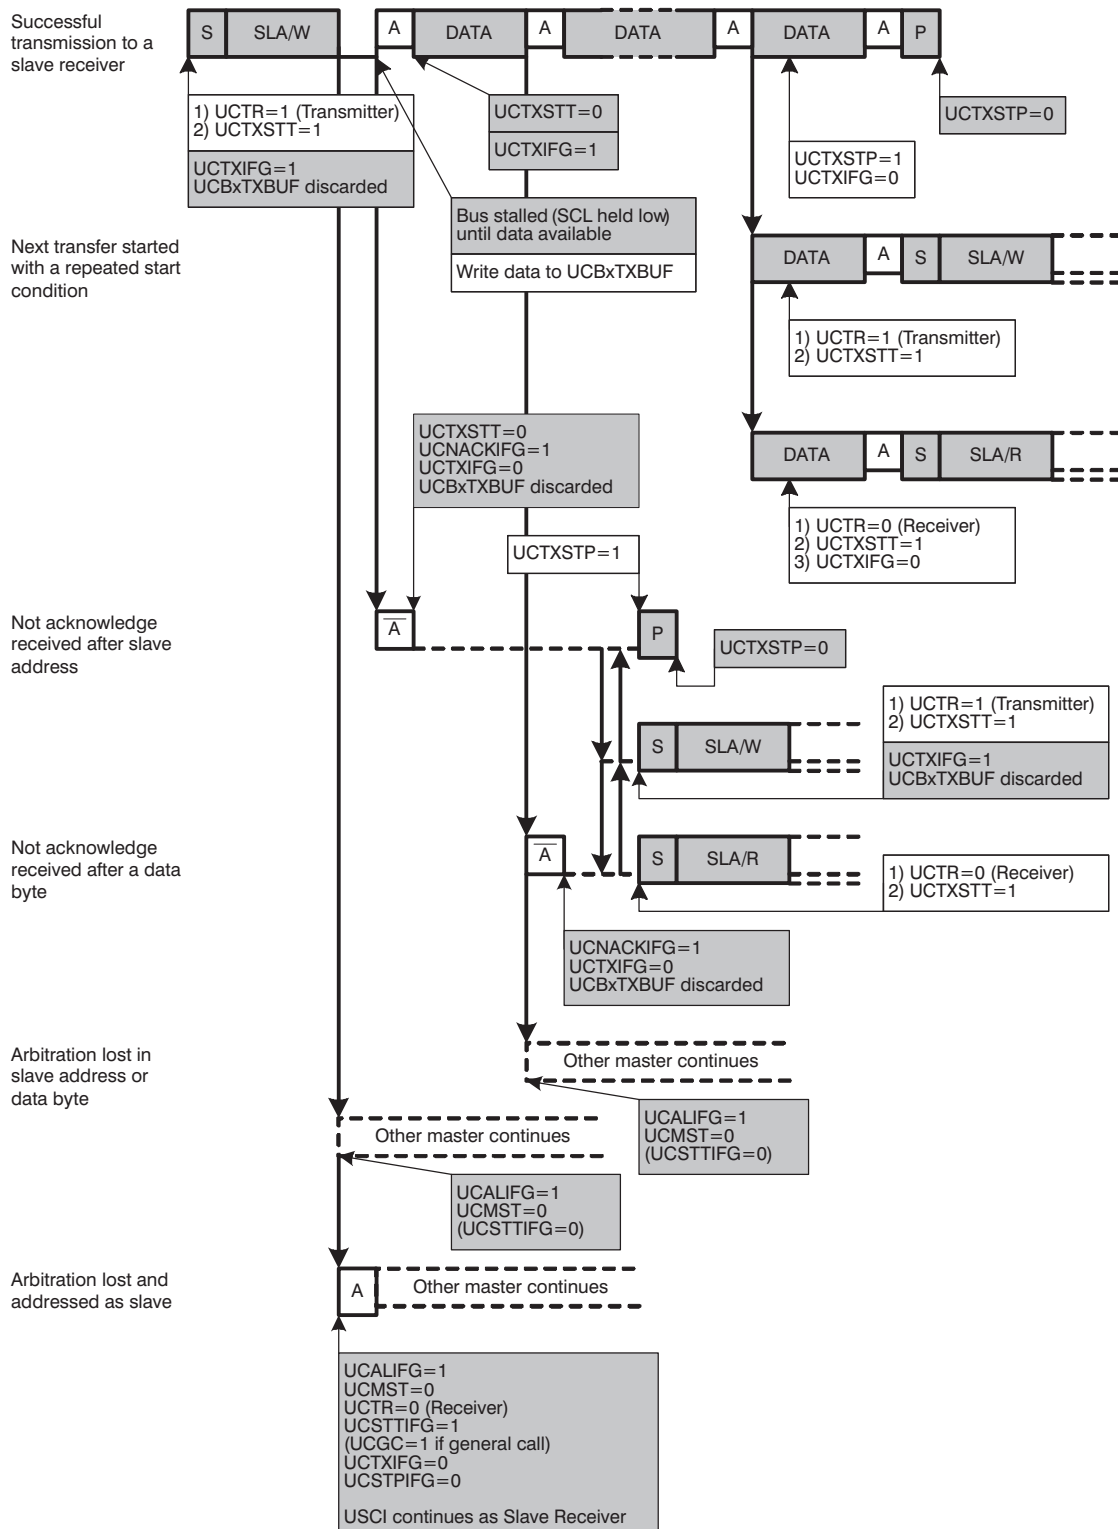 Successful
transmission to a
slave receiver
S SLA/W A DATA A DATA A DATA A P
1) UCTR=1 (Transmitter)
2) UCTXSTT=1
UCTXIFG=1
UCBxTXBUF discarded
UCTXSTT=0
UCTXIFG=1
Bus stalled (SCL held low)
until data available
Write data to UCBxTXBUF
UCTXSTP=1
UCTXIFG=0
UCTXSTP=0
Next transfer started
with a repeated start
condition
DATA A S SLA/W
1) UCTR=1 (Transmitter)
2) UCTXSTT=1
DATA A S SLA/R
1) UCTR=0 (Receiver)
2) UCTXSTT=1
3) UCTXIFG=0
UCTXSTT=0
UCNACKIFG=1
UCTXIFG=0
UCBxTXBUF discarded
UCTXSTP=1
Not acknowledge
received after slave
address
A̅ P
UCTXSTP=0
S SLA/W
1) UCTR=1 (Transmitter)
2) UCTXSTT=1
UCTXIFG=1
UCBxTXBUF discarded
Not acknowledge
received after a data
byte
A̅ S SLA/R
1) UCTR=0 (Receiver)
2) UCTXSTT=1
UCNACKIFG=1
UCTXIFG=0
UCBxTXBUF discarded
Arbitration lost in
slave address or
data byte
Other master continues
UCALIFG=1
UCMST=0
(UCSTTIFG=0)
Other master continues
UCALIFG=1
UCMST=0
(UCSTTIFG=0)
Arbitration lost and
addressed as slave
A Other master continues
UCALIFG=1
UCMST=0
UCTR=0 (Receiver)
UCSTTIFG=1
(UCGC=1 if general call)
UCTXIFG=0
UCSTPIFG=0
USCI continues as Slave Receiver